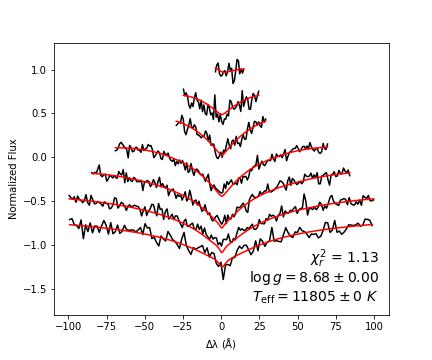 1.0
0.5
0.0
−0.5
−1.0
−1.5
Normalized Flux
χ²ᵣ = 1.13
log g = 8.68 ± 0.00
T_eff = 11805 ± 0 K
−100 −75 −50 −25 0 25 50 75 100
Δλ (Å)